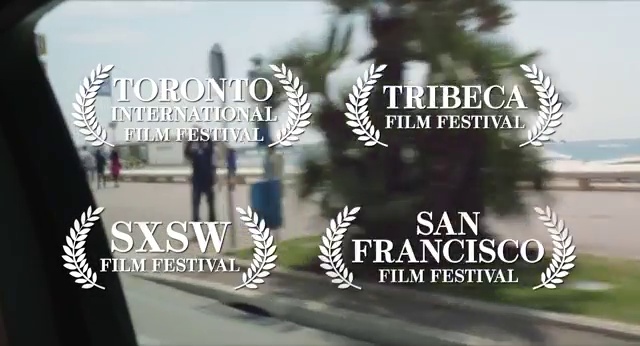 TORONTO
INTERNATIONAL
FILM FESTIVAL
TRIBECA
FILM FESTIVAL
SXSW
FILM FESTIVAL
SAN
FRANCISCO
FILM FESTIVAL